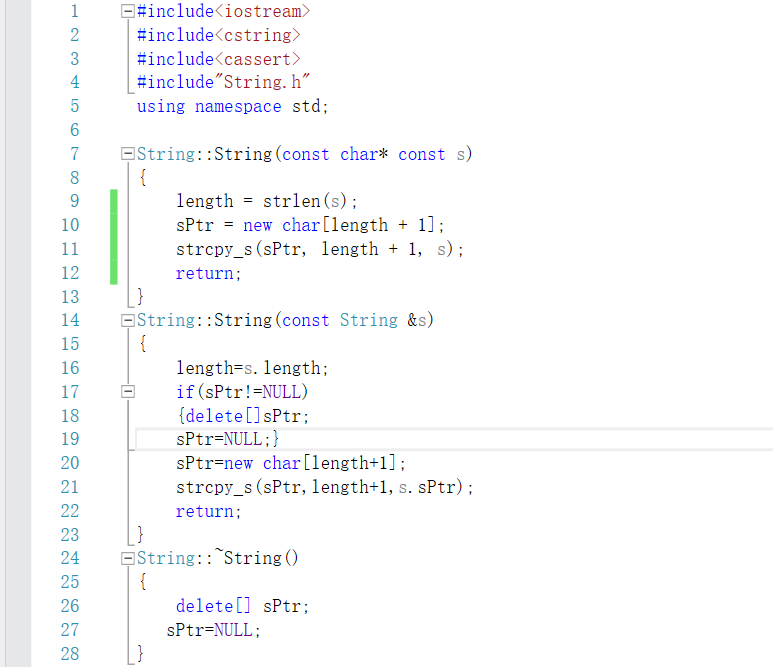 1 #include<iostream>
2 #include<cstring>
3 #include<cassert>
4 #include"String.h"
5 using namespace std;
6
7 String::String(const char* const s)
8 {
9 length = strlen(s);
10 sPtr = new char[length + 1];
11 strcpy_s(sPtr, length + 1, s);
12 return;
13 }
14 String::String(const String &s)
15 {
16 length=s.length;
17 if(sPtr!=NULL)
18 {delete[]sPtr;
19 sPtr=NULL;}
20 sPtr=new char[length+1];
21 strcpy_s(sPtr,length+1,s.sPtr);
22 return;
23 }
24 String::~String()
25 {
26 delete[] sPtr;
27 sPtr=NULL;
28 }